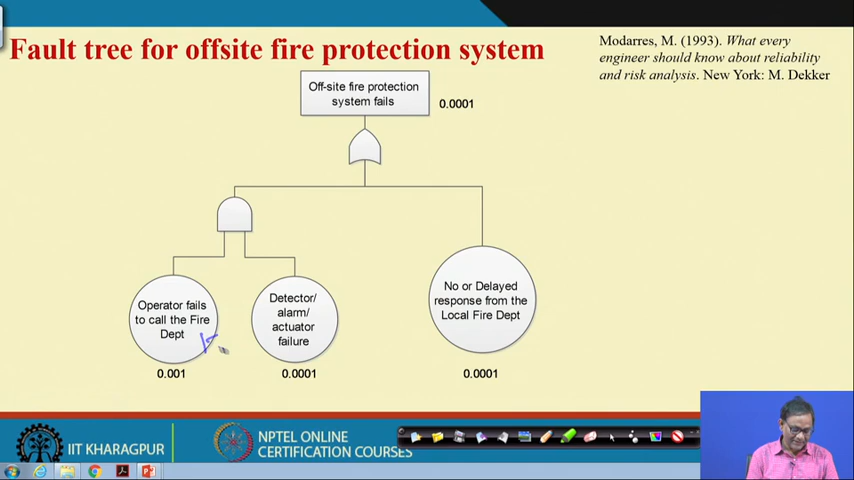 Fault tree for offsite fire protection system
Modarres, M. (1993). What every
engineer should know about reliability
and risk analysis. New York: M. Dekker
Off-site fire protection
system fails
0.0001
Operator fails
to call the Fire
Dept
0.001
Detector/
alarm/
actuator
failure
0.0001
No or Delayed
response from the
Local Fire Dept
0.0001
IIT KHARAGPUR
NPTEL ONLINE
CERTIFICATION COURSES